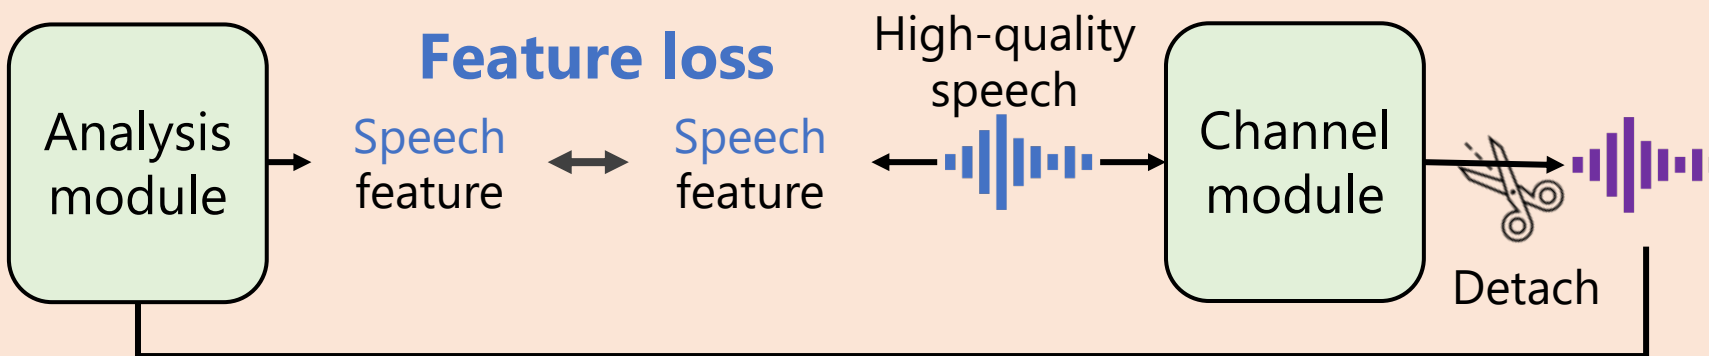 Analysis
module
Feature loss
Speech
feature
Speech
feature
High-quality
speech
Channel
module
Detach